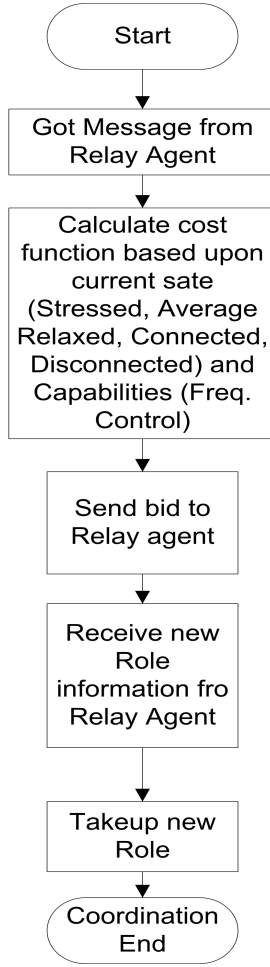 Start
Got Message from
Relay Agent
Calculate cost
function based upon
current sate
(Stressed, Average
Relaxed, Connected,
Disconnected) and
Capabilities (Freq.
Control)
Send bid to
Relay agent
Receive new
Role
information fro
Relay Agent
Takeup new
Role
Coordination
End